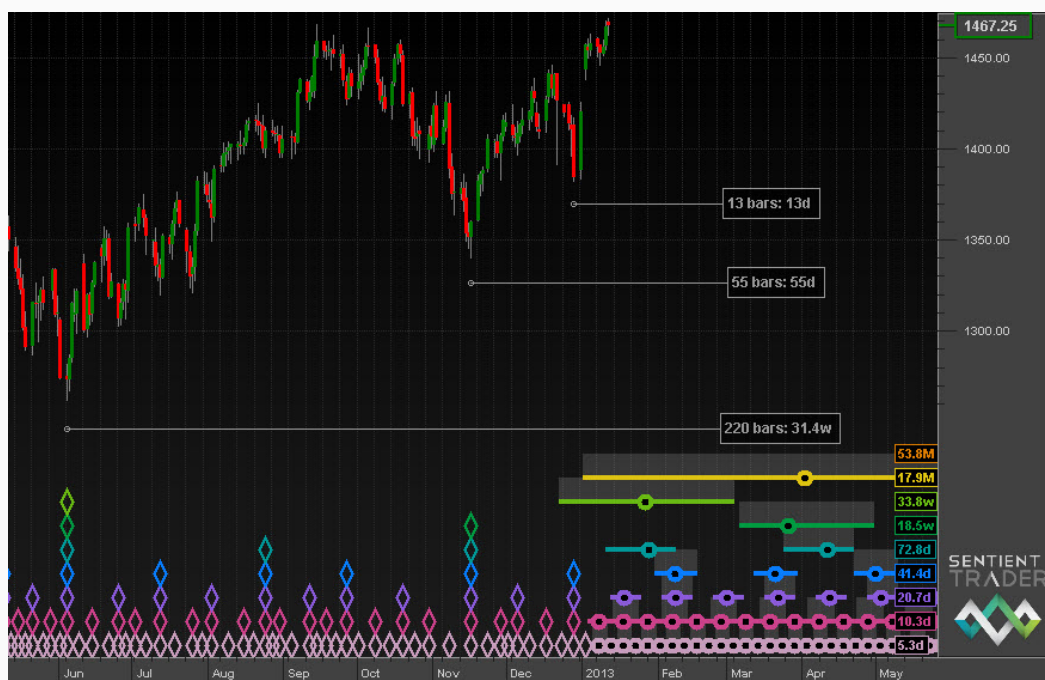 1467.25
1450.00
1400.00
13 bars: 13d
1350.00
55 bars: 55d
1300.00
220 bars: 31.4w
53.8M
17.9M
33.8w
18.5w
72.8d
41.4d
20.7d
10.3d
5.3d
SENTIENT
TRADER
Jun Jul Aug Sep Oct Nov Dec 2013 Feb Mar Apr May